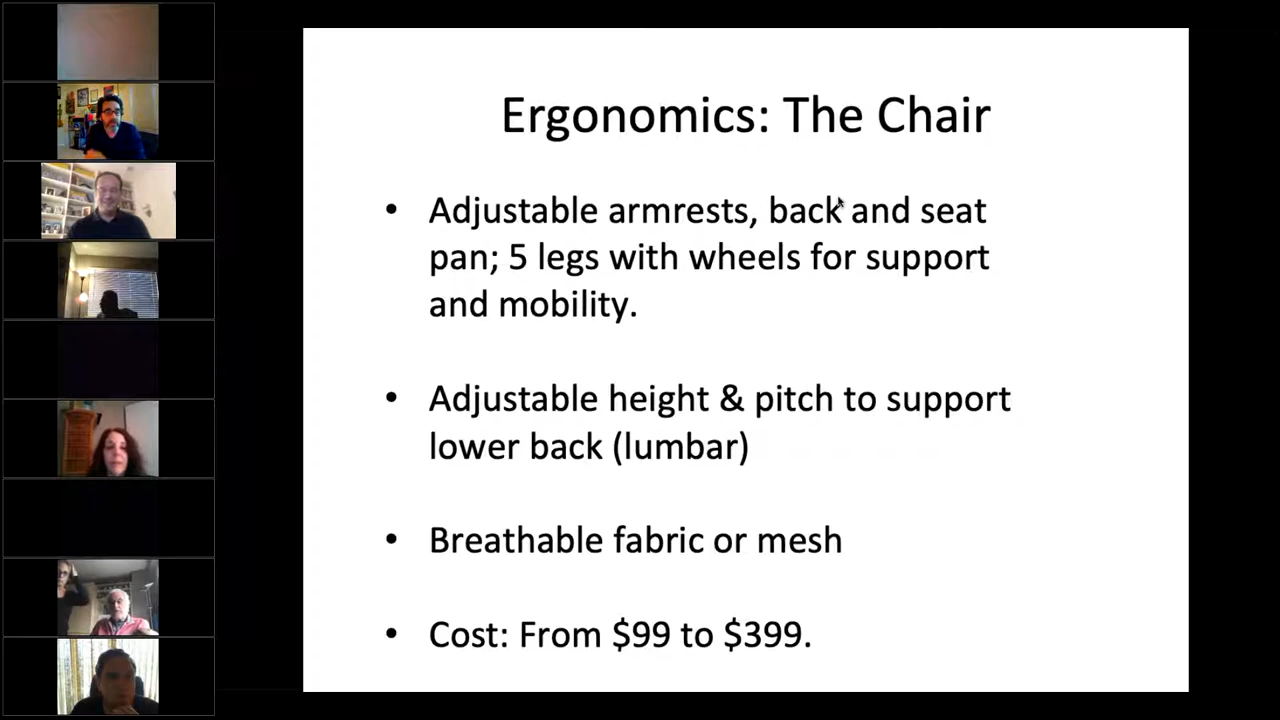 Ergonomics: The Chair
• Adjustable armrests, back and seat
pan; 5 legs with wheels for support
and mobility.
• Adjustable height & pitch to support
lower back (lumbar)
• Breathable fabric or mesh
• Cost: From $99 to $399.